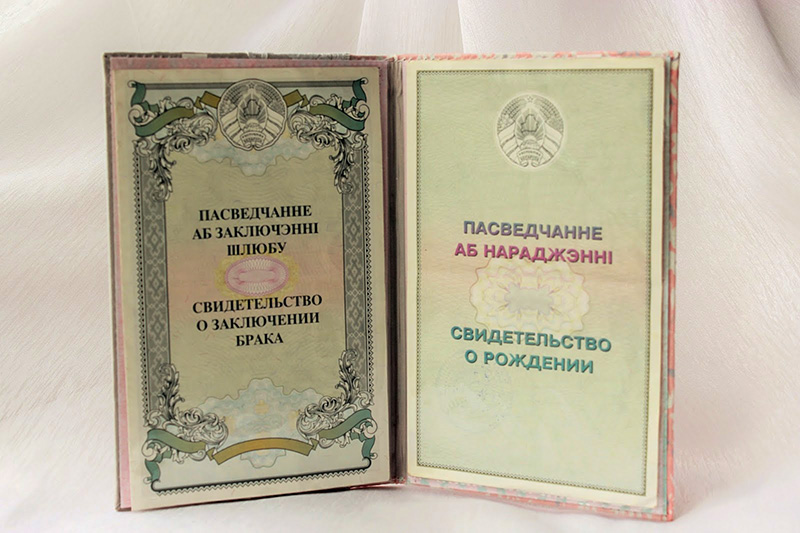 ПАСВЕДЧАННЕ
АБ ЗАКЛЮЧЭННІ
ШЛЮБУ
СВИДЕТЕЛЬСТВО
О ЗАКЛЮЧЕНИИ
БРАКА
ПАСВЕДЧАННЕ
АБ НАРАДЖЭННІ
СВИДЕТЕЛЬСТВО
О РОЖДЕНИИ